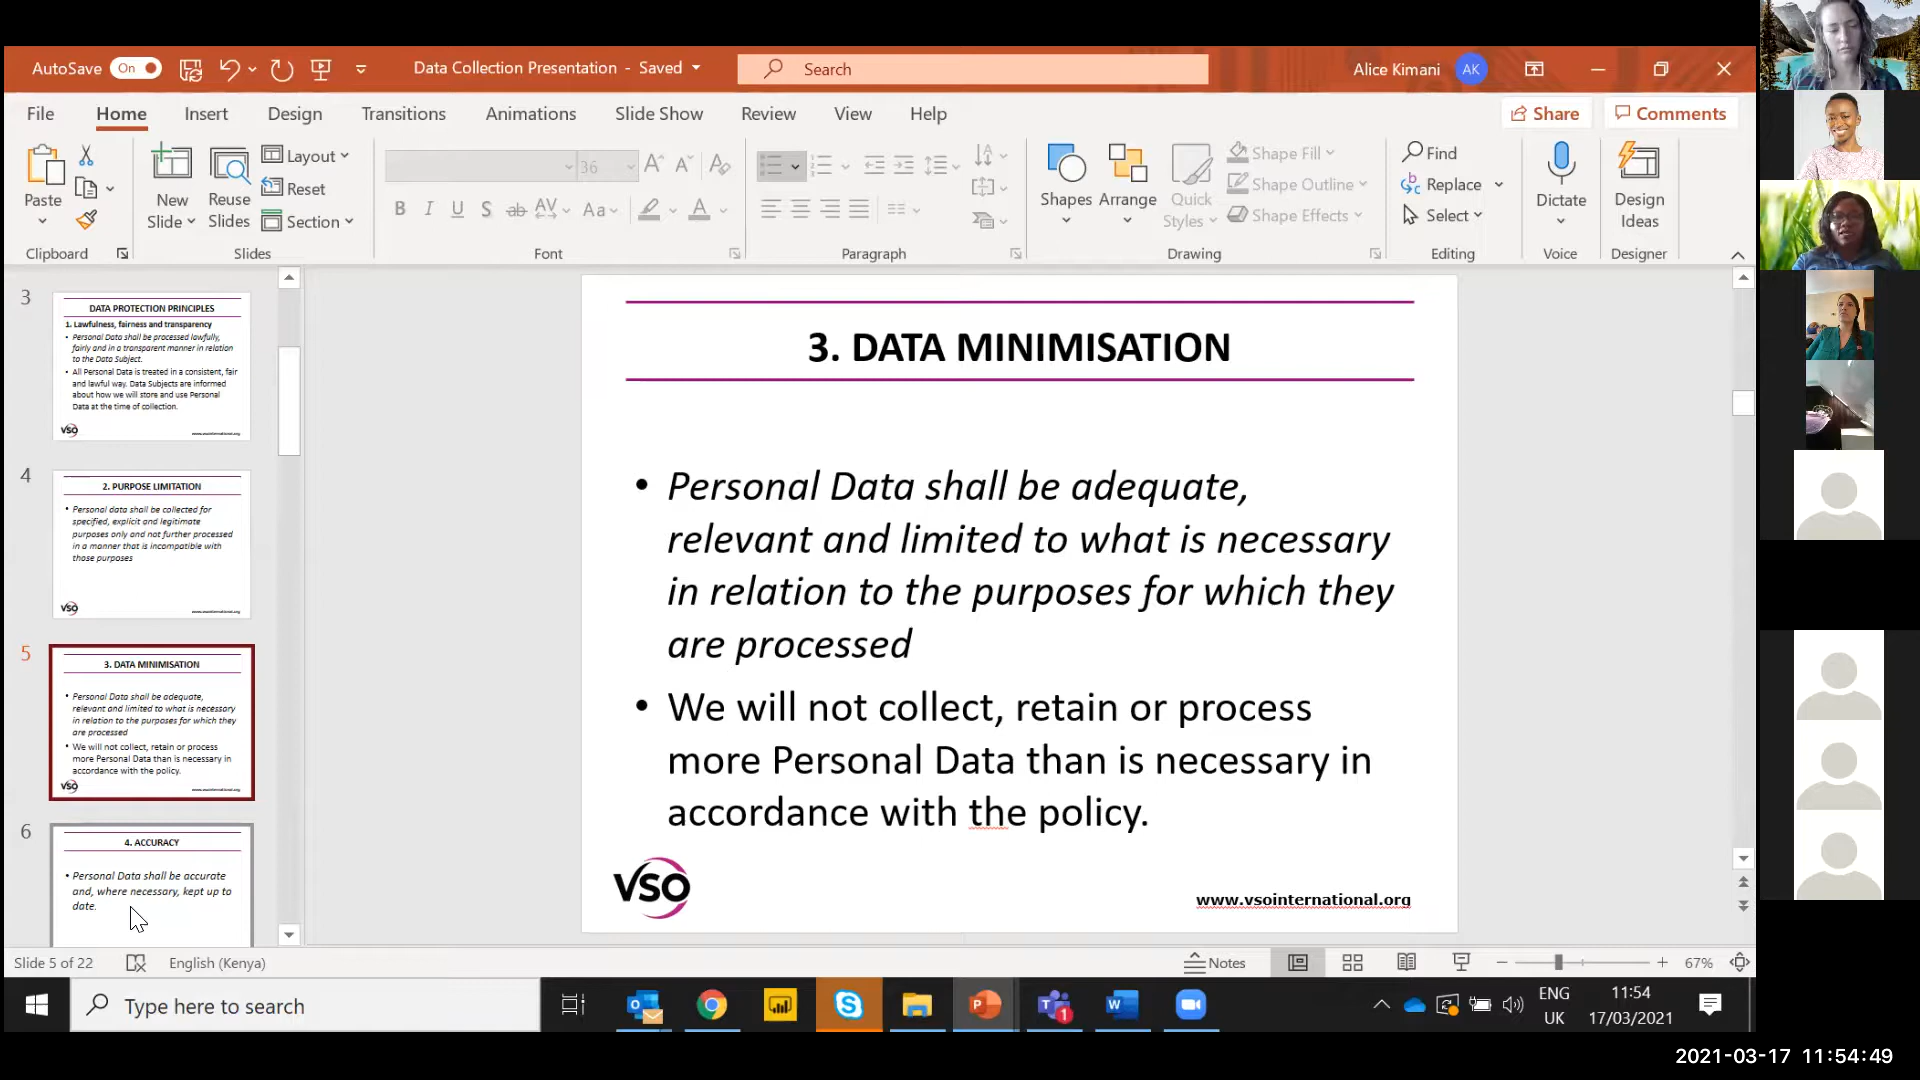 AutoSave On
Data Collection Presentation - Saved
Search
Alice Kimani AK
File Home Insert Design Transitions Animations Slide Show Review View Help
Share Comments
Paste
New Slide
Reuse Slides
Layout
Reset
Section
36
B I U S ab AV Aa A
Shapes
Arrange
Quick Styles
Shape Fill
Shape Outline
Shape Effects
Find
Replace
Select
Dictate
Design Ideas
Clipboard Slides Font Paragraph Drawing Editing Voice Designer
3
DATA PROTECTION PRINCIPLES
1. Lawfulness, fairness and transparency
• Personal Data shall be processed lawfully,
fairly and in a transparent manner in relation
to the Data Subject.
• All Personal Data is treated in a consistent, fair
and lawful way. Data Subjects are informed
about how we will store and use Personal
Data at the time of collection.
VSO
www.vsointernational.org
4
2. PURPOSE LIMITATION
• Personal data shall be collected for
specified, explicit and legitimate
purposes only and not further processed
in a manner that is incompatible with
those purposes
VSO
www.vsointernational.org
5
3. DATA MINIMISATION
• Personal Data shall be adequate,
relevant and limited to what is necessary
in relation to the purposes for which they
are processed
• We will not collect, retain or process
more Personal Data than is necessary in
accordance with the policy.
VSO
www.vsointernational.org
6
4. ACCURACY
• Personal Data shall be accurate
and, where necessary, kept up to
date.
3. DATA MINIMISATION
• Personal Data shall be adequate,
relevant and limited to what is necessary
in relation to the purposes for which they
are processed
• We will not collect, retain or process
more Personal Data than is necessary in
accordance with the policy.
VSO
www.vsointernational.org
Slide 5 of 22 English (Kenya)
Notes
67%
Type here to search
1
ENG
UK
11:54
17/03/2021
2021-03-17 11:54:49